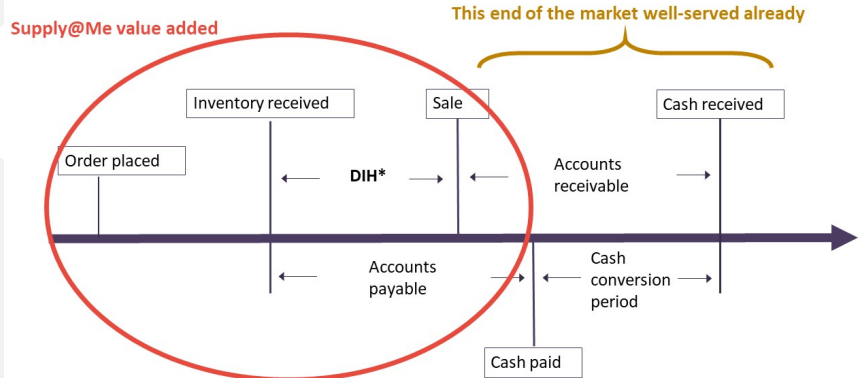 This end of the market well-served already
Supply@Me value added
Inventory received
Sale
Cash received
Order placed
DIH*
Accounts
receivable
Accounts
payable
Cash
conversion
period
Cash paid